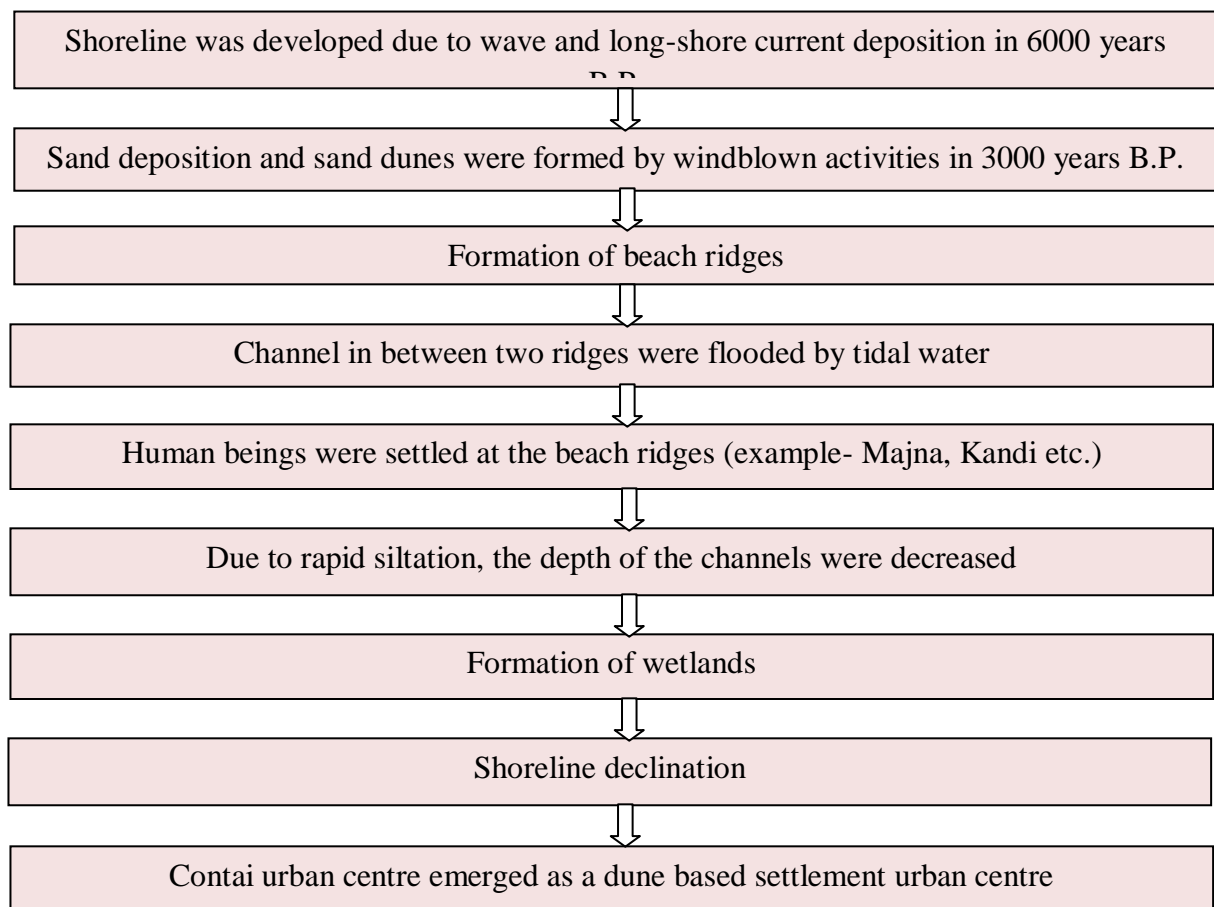 Shoreline was developed due to wave and long-shore current deposition in 6000 years
B.P.
Sand deposition and sand dunes were formed by windblown activities in 3000 years B.P.
Formation of beach ridges
Channel in between two ridges were flooded by tidal water
Human beings were settled at the beach ridges (example- Majna, Kandi etc.)
Due to rapid siltation, the depth of the channels were decreased
Formation of wetlands
Shoreline declination
Contai urban centre emerged as a dune based settlement urban centre